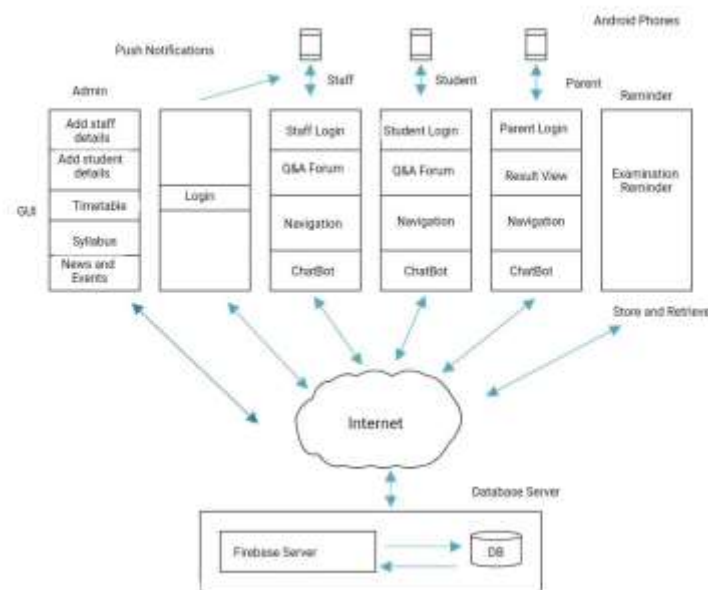 Android Phones
Push Notifications
Staff
Student
Parent
Admin
Reminder
Add staff
details
Add student
details
Timetable
Syllabus
News and
Events
GUI
Login
Staff Login
Q&A Forum
Navigation
ChatBot
Student Login
Q&A Forum
Navigation
ChatBot
Parent Login
Result View
Navigation
ChatBot
Examination
Reminder
Store and Retrieve
Internet
Database Server
Firebase Server
DB